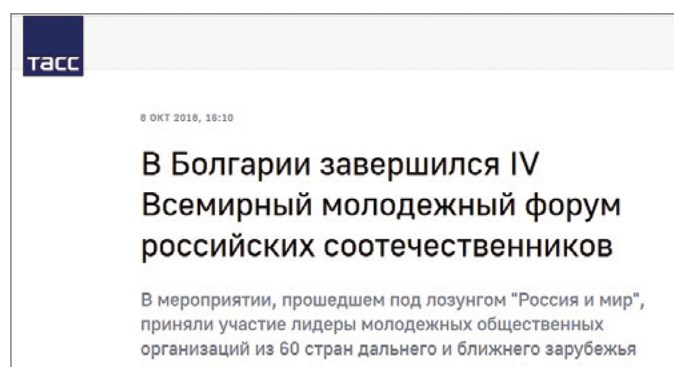 тасс
8 ОКТ 2018, 16:10
В Болгарии завершился IV
Всемирный молодежный форум
российских соотечественников
В мероприятии, прошедшем под лозунгом "Россия и мир",
приняли участие лидеры молодежных общественных
организаций из 60 стран дальнего и ближнего зарубежья